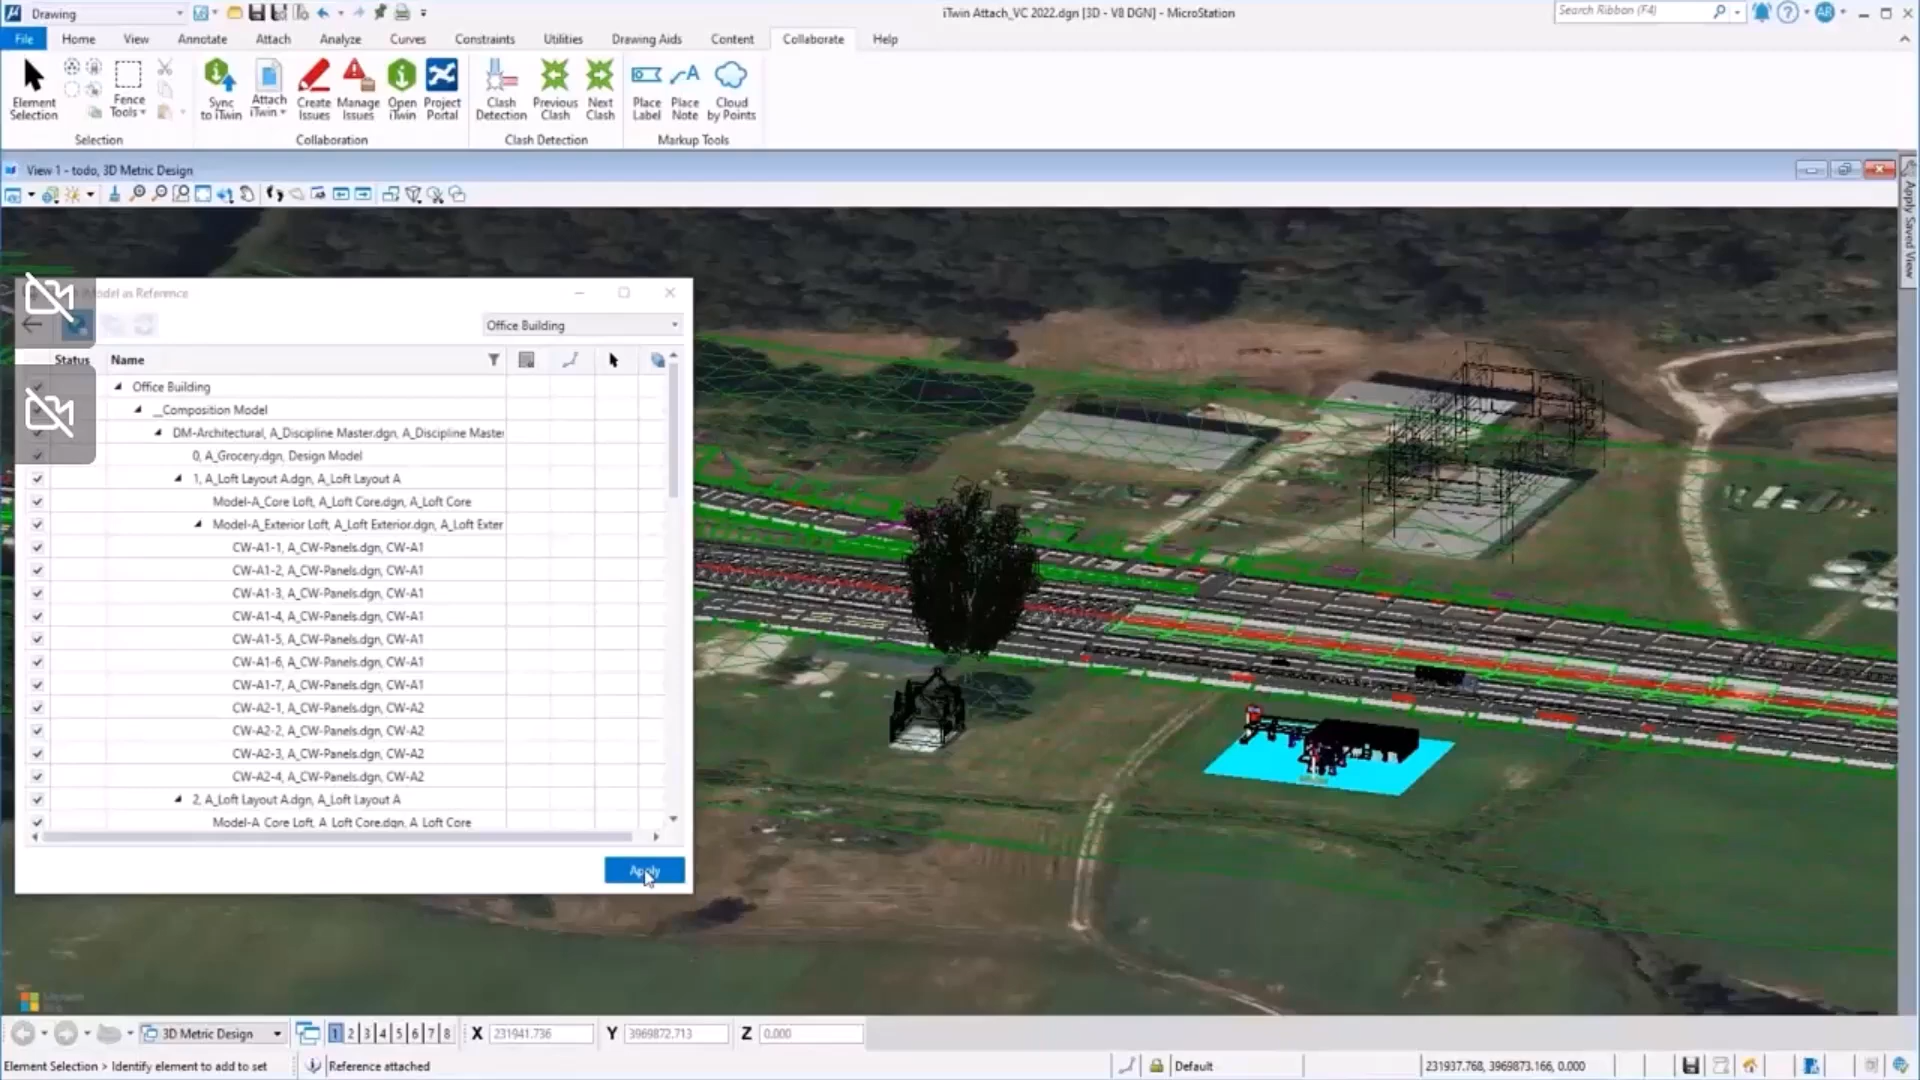 Drawing
iTwin Attach_VC 2022.dgn [3D - V8 DGN] - MicroStation
Search Ribbon (F4)
AR
File
Home
View
Annotate
Attach
Analyze
Curves
Constraints
Utilities
Drawing Aids
Content
Collaborate
Help
Element
Selection
Fence
Tools
Sync
to iTwin
Attach
iTwin
Create
Issues
Manage
Issues
Open
iTwin
Project
Portal
Clash
Detection
Previous
Clash
Next
Clash
Place
Label
Place
Note
Cloud
by Points
Selection
Collaboration
Clash Detection
Markup Tools
View 1 - todo, 3D Metric Design
Apply Saved View
Model as Reference
Office Building
Status
Name
Office Building
__Composition Model
DM-Architectural, A_Discipline Master.dgn, A_Discipline Master
0, A_Grocery.dgn, Design Model
1, A_Loft Layout A.dgn, A_Loft Layout A
Model-A_Core Loft, A_Loft Core.dgn, A_Loft Core
Model-A_Exterior Loft, A_Loft Exterior.dgn, A_Loft Exter
CW-A1-1, A_CW-Panels.dgn, CW-A1
CW-A1-2, A_CW-Panels.dgn, CW-A1
CW-A1-3, A_CW-Panels.dgn, CW-A1
CW-A1-4, A_CW-Panels.dgn, CW-A1
CW-A1-5, A_CW-Panels.dgn, CW-A1
CW-A1-6, A_CW-Panels.dgn, CW-A1
CW-A1-7, A_CW-Panels.dgn, CW-A1
CW-A2-1, A_CW-Panels.dgn, CW-A2
CW-A2-2, A_CW-Panels.dgn, CW-A2
CW-A2-3, A_CW-Panels.dgn, CW-A2
CW-A2-4, A_CW-Panels.dgn, CW-A2
2, A_Loft Layout A.dgn, A_Loft Layout A
Model-A_Core Loft, A_Loft Core.dgn, A_Loft Core
Apply
3D Metric Design
1 2 3 4 5 6 7 8
X 231941.736
Y 3969872.713
Z 0.000
Element Selection > Identify element to add to set
Reference attached
Default
231937.768, 3969873.166, 0.000